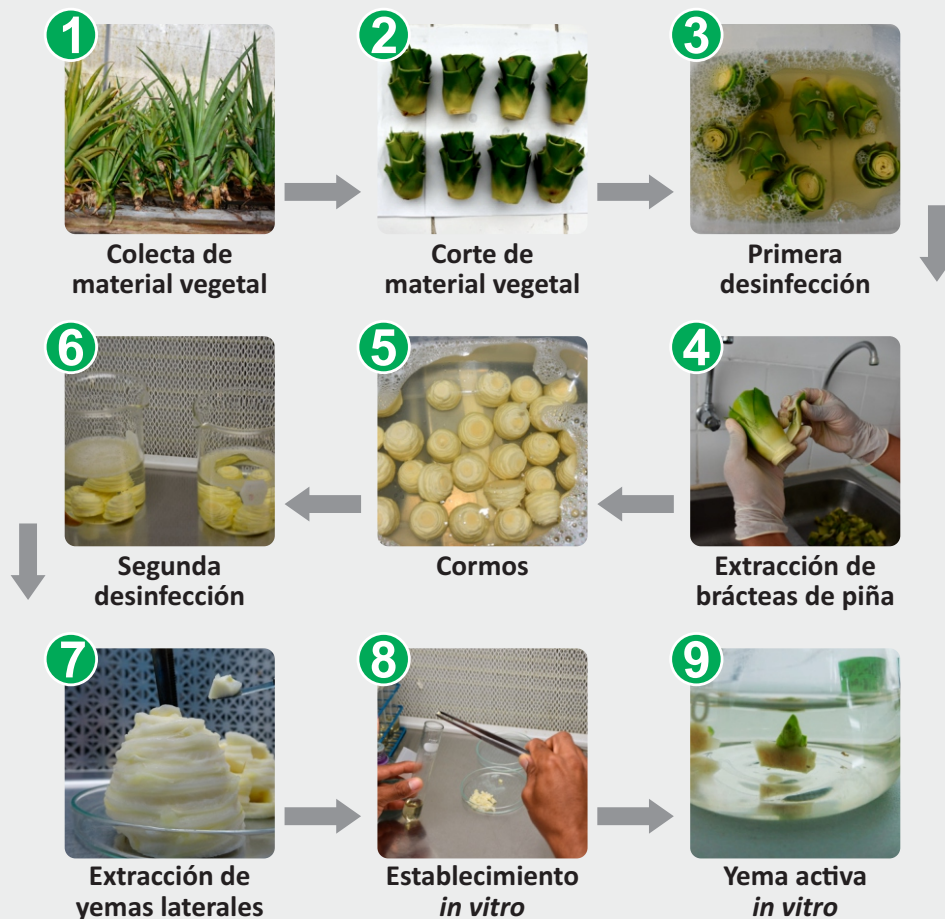 1
Colecta de
material vegetal
2
Corte de
material vegetal
3
Primera
desinfección
4
Extracción de
brácteas de piña
5
Cormos
6
Segunda
desinfección
7
Extracción de
yemas laterales
8
Establecimiento
in vitro
9
Yema activa
in vitro